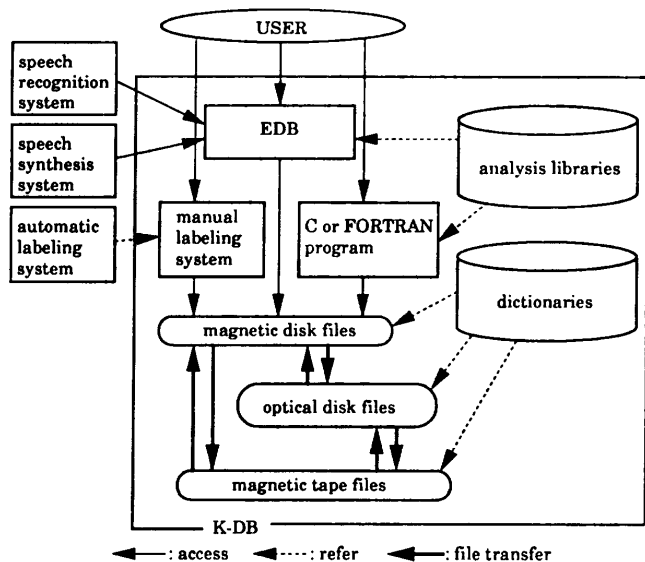 USER
speech
recognition
system
EDB
speech
synthesis
system
analysis libraries
automatic
labeling
system
manual
labeling
system
C or FORTRAN
program
dictionaries
magnetic disk files
optical disk files
magnetic tape files
K-DB
: access
: refer
: file transfer